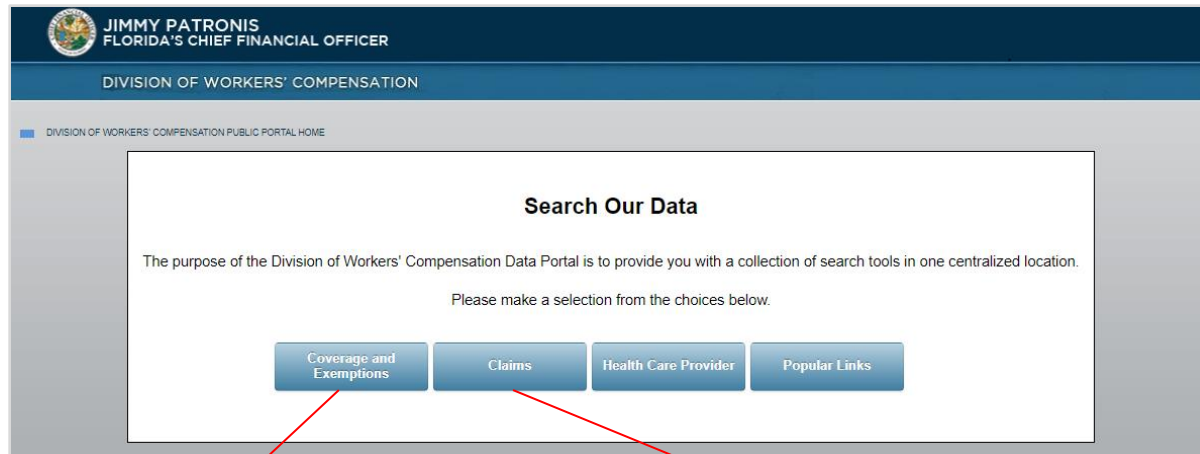 JIMMY PATRONIS
FLORIDA'S CHIEF FINANCIAL OFFICER
DIVISION OF WORKERS' COMPENSATION
DIVISION OF WORKERS' COMPENSATION PUBLIC PORTAL HOME
Search Our Data
The purpose of the Division of Workers' Compensation Data Portal is to provide you with a collection of search tools in one centralized location.
Please make a selection from the choices below.
Coverage and
Exemptions
Claims
Health Care Provider
Popular Links